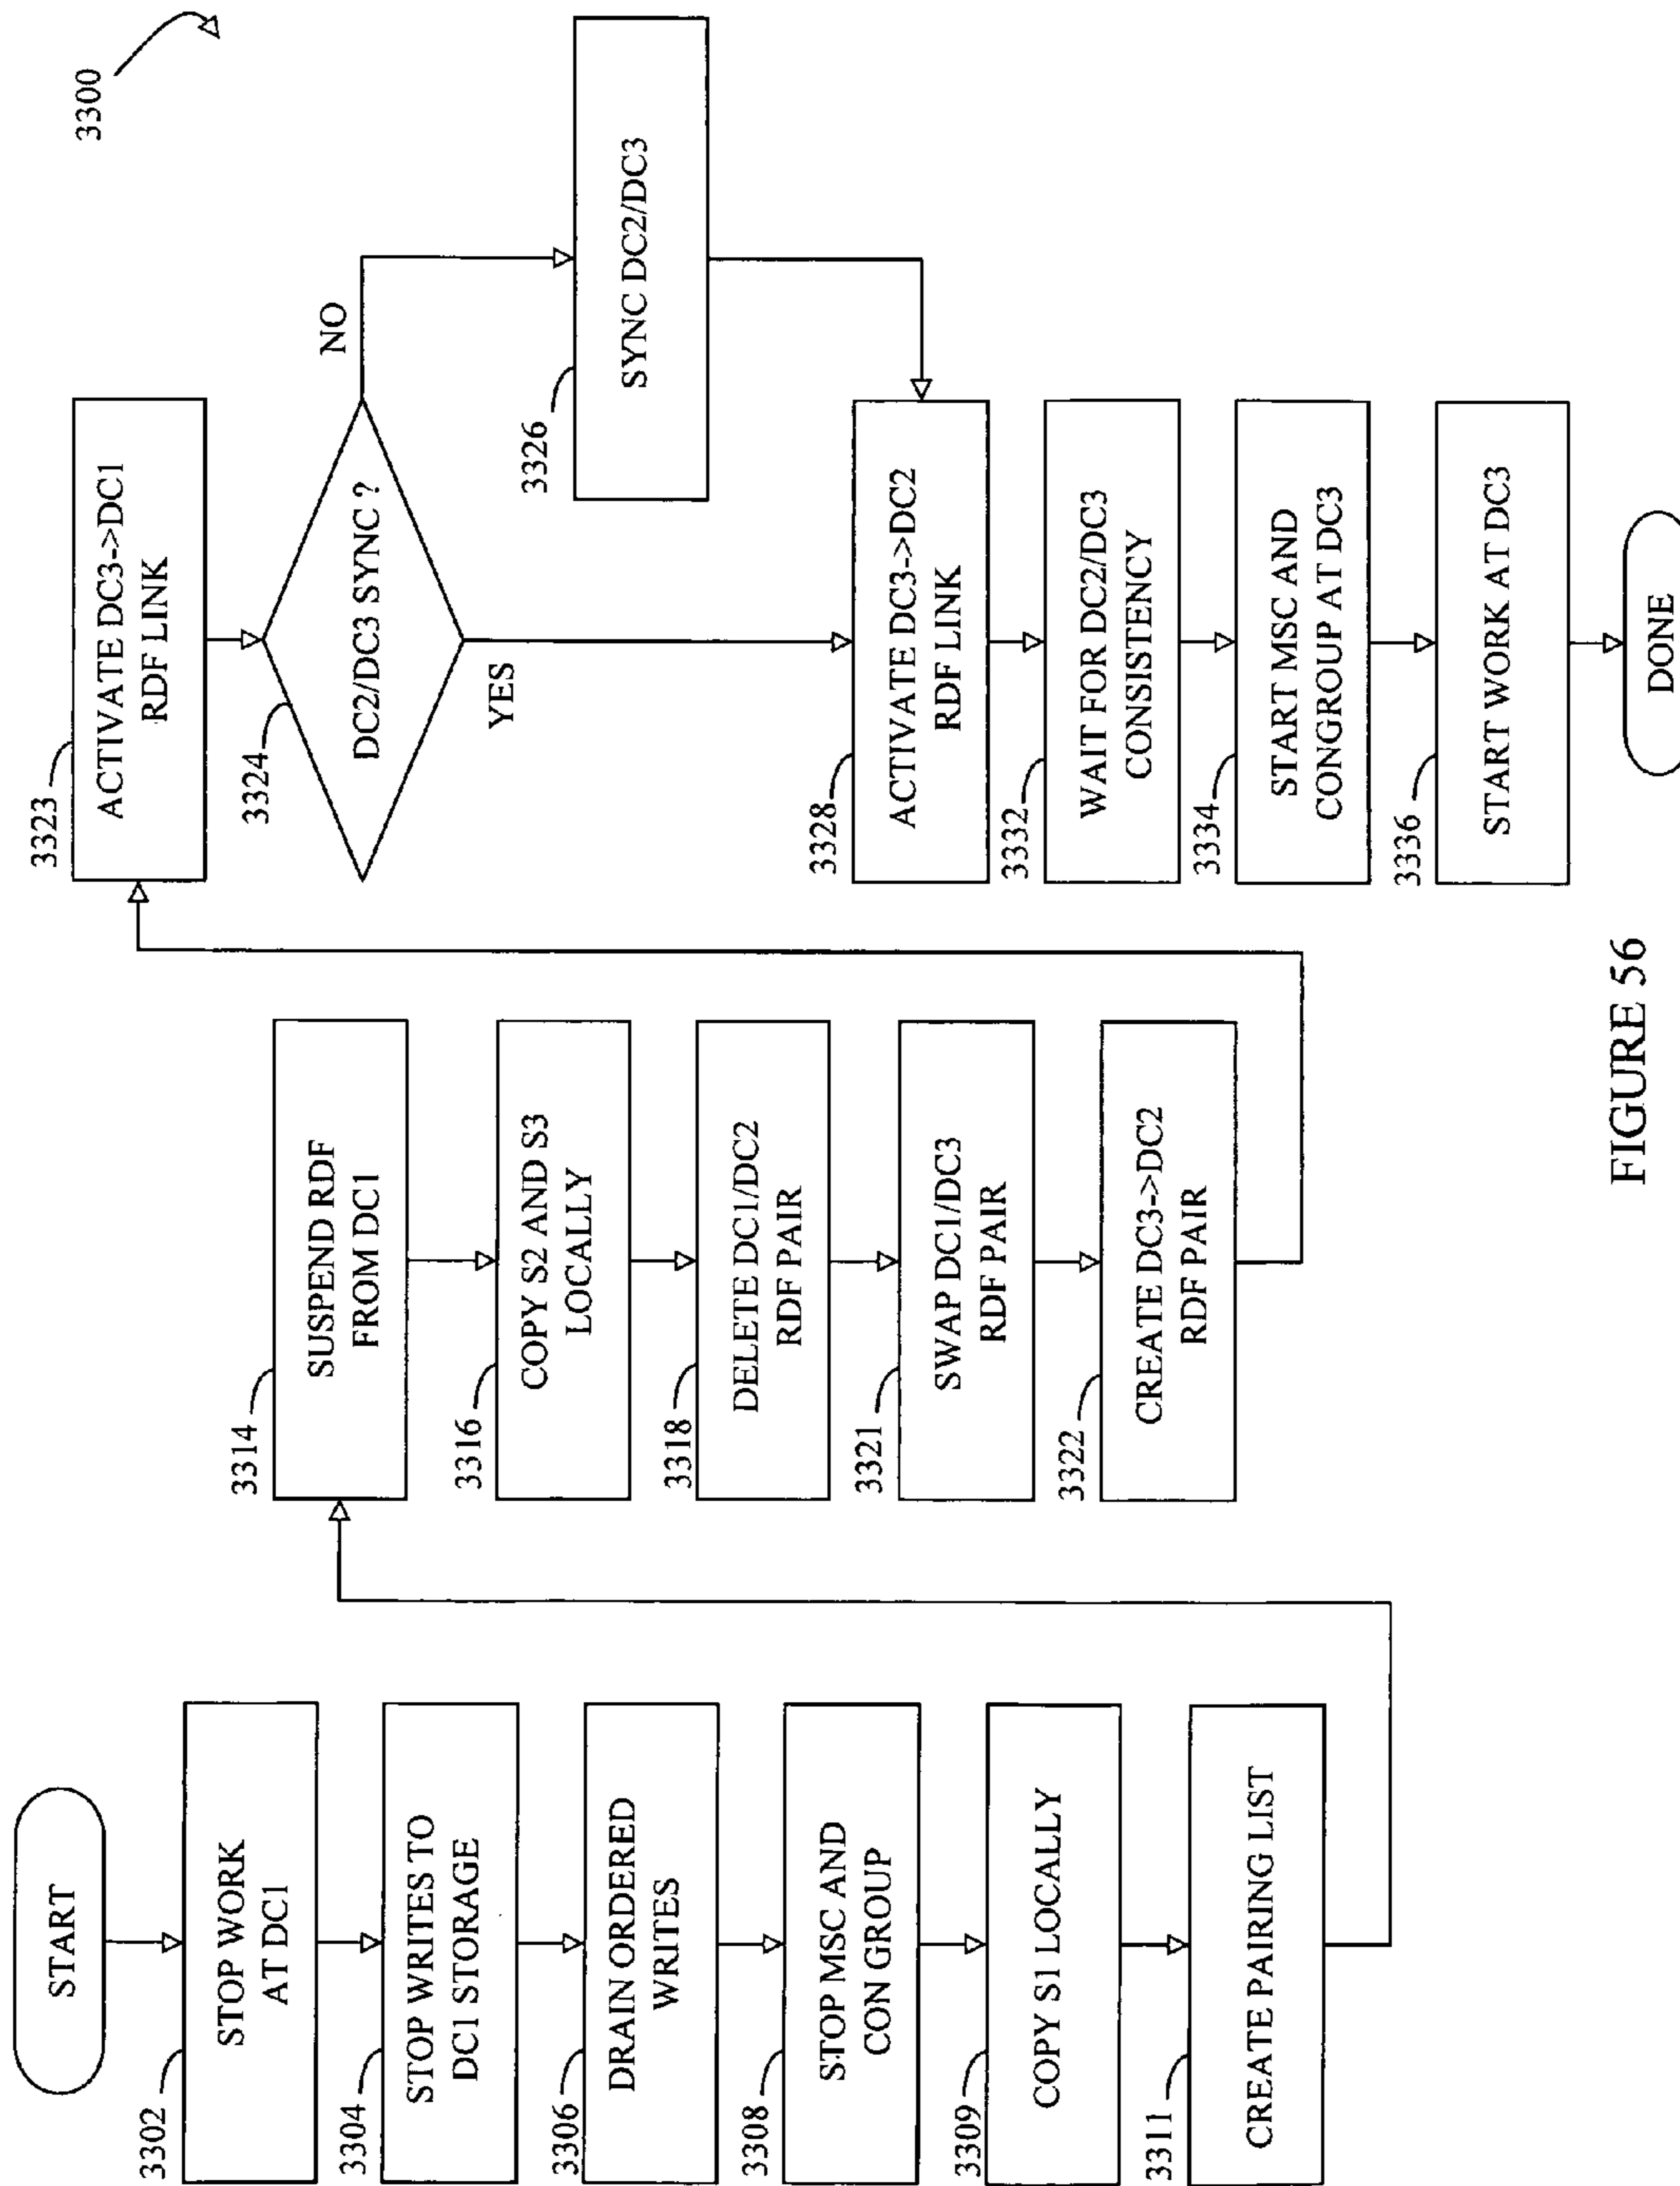 3300
START
3302
STOP WORK
AT DC1
3304
STOP WRITES TO
DC1 STORAGE
3306
DRAIN ORDERED
WRITES
3308
STOP MSC AND
CON GROUP
3309
COPY S1 LOCALLY
3311
CREATE PAIRING LIST
3314
SUSPEND RDF
FROM DC1
3316
COPY S2 AND S3
LOCALLY
3318
DELETE DC1/DC2
RDF PAIR
3321
SWAP DC1/DC3
RDF PAIR
3322
CREATE DC3->DC2
RDF PAIR
3323
ACTIVATE DC3->DC1
RDF LINK
3324
DC2/DC3 SYNC ?
NO
YES
3326
SYNC DC2/DC3
3328
ACTIVATE DC3->DC2
RDF LINK
3332
WAIT FOR DC2/DC3
CONSISTENCY
3334
START MSC AND
CONGROUP AT DC3
3336
START WORK AT DC3
DONE
FIGURE 56